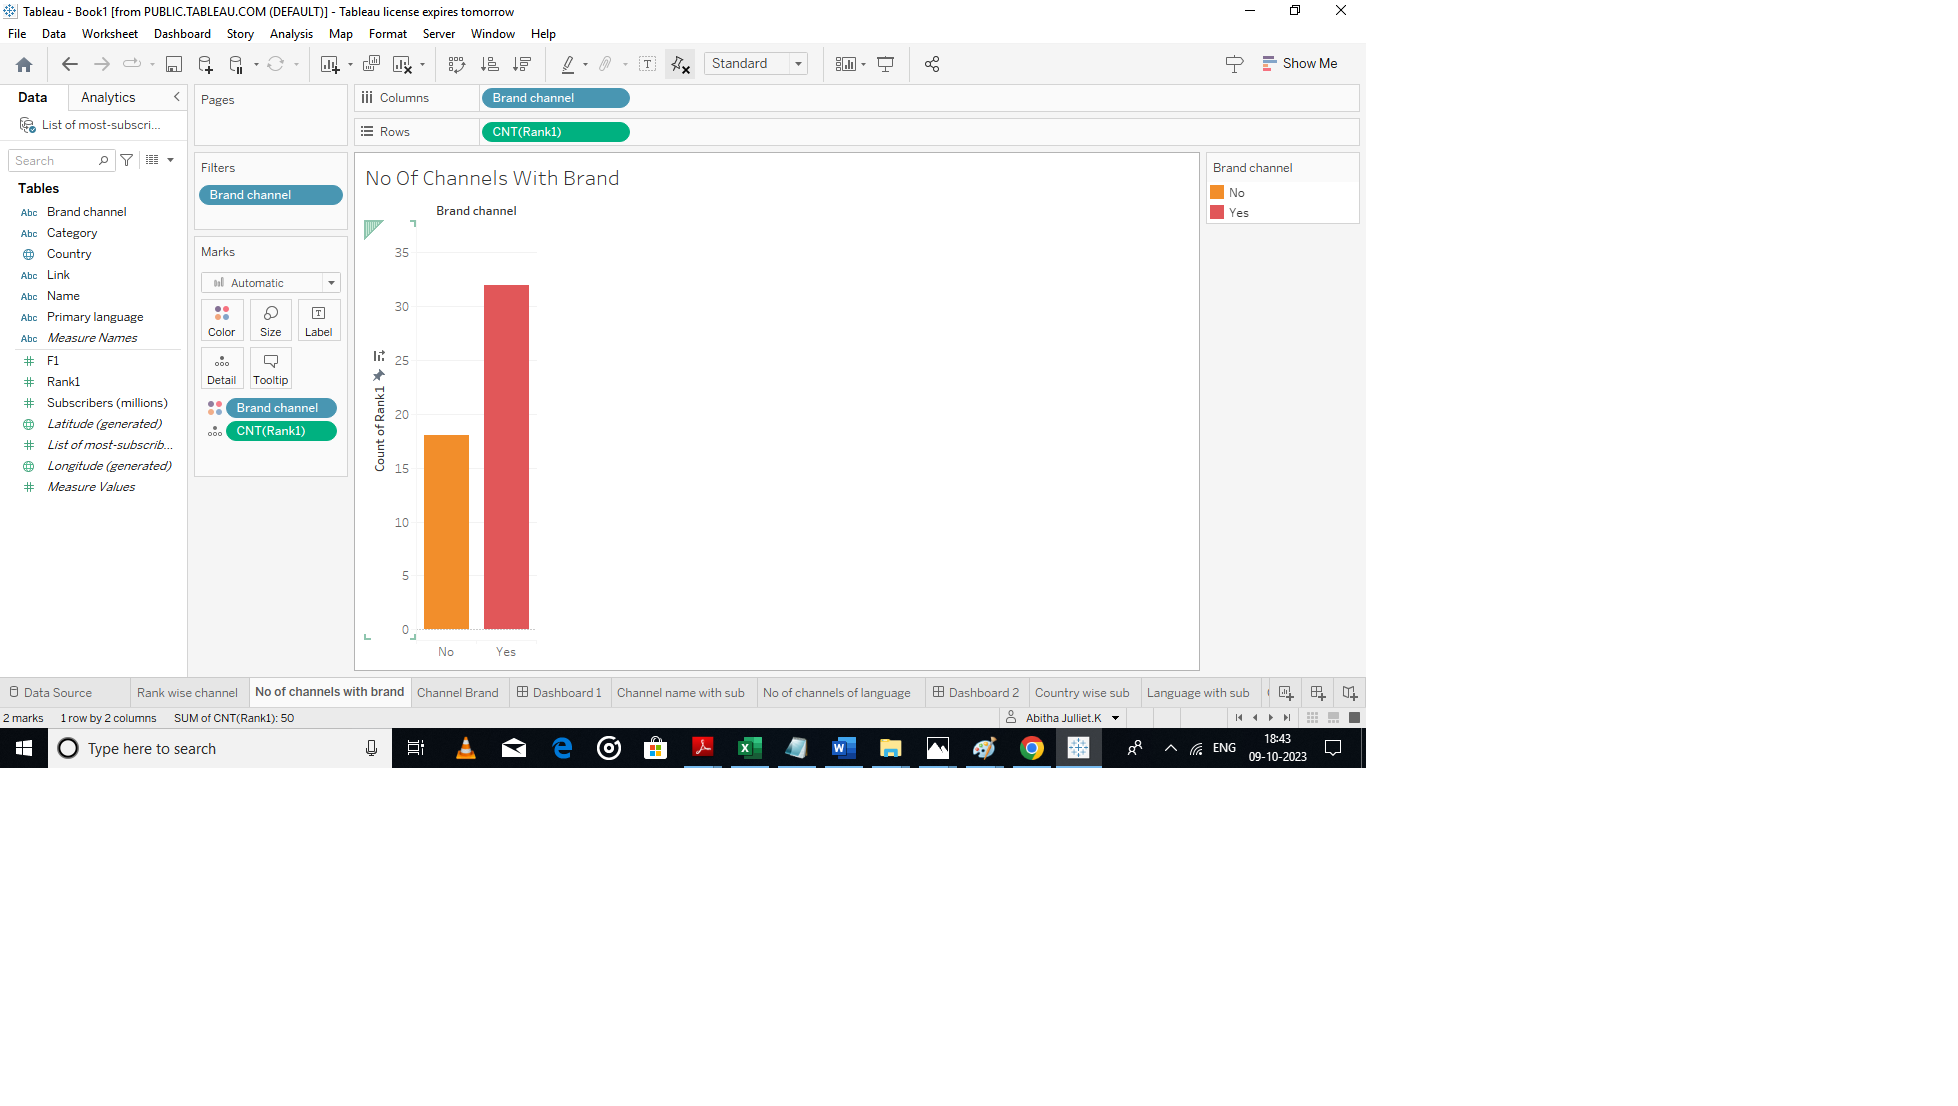 Tableau - Book1 [from PUBLIC.TABLEAU.COM (DEFAULT)] - Tableau license expires tomorrow
File Data Worksheet Dashboard Story Analysis Map Format Server Window Help
Standard
Show Me
Data Analytics
List of most-subscri...
Search
Tables
Abc Brand channel
Abc Category
Country
Abc Link
Abc Name
Abc Primary language
Abc Measure Names
F1
Rank1
Subscribers (millions)
Latitude (generated)
List of most-subscrib...
Longitude (generated)
Measure Values
Pages
Filters
Brand channel
Marks
Automatic
Color Size Label
Detail Tooltip
Brand channel
CNT(Rank1)
Columns Brand channel
Rows CNT(Rank1)
No Of Channels With Brand
Brand channel
35
30
25
20
15
10
5
0
Count of Rank1
No Yes
Brand channel
No
Yes
Data Source Rank wise channel No of channels with brand Channel Brand Dashboard 1 Channel name with sub No of channels of language Dashboard 2 Country wise sub Language with sub
2 marks 1 row by 2 columns SUM of CNT(Rank1): 50 Abitha Julliet.K
Type here to search
ENG
18:43
09-10-2023